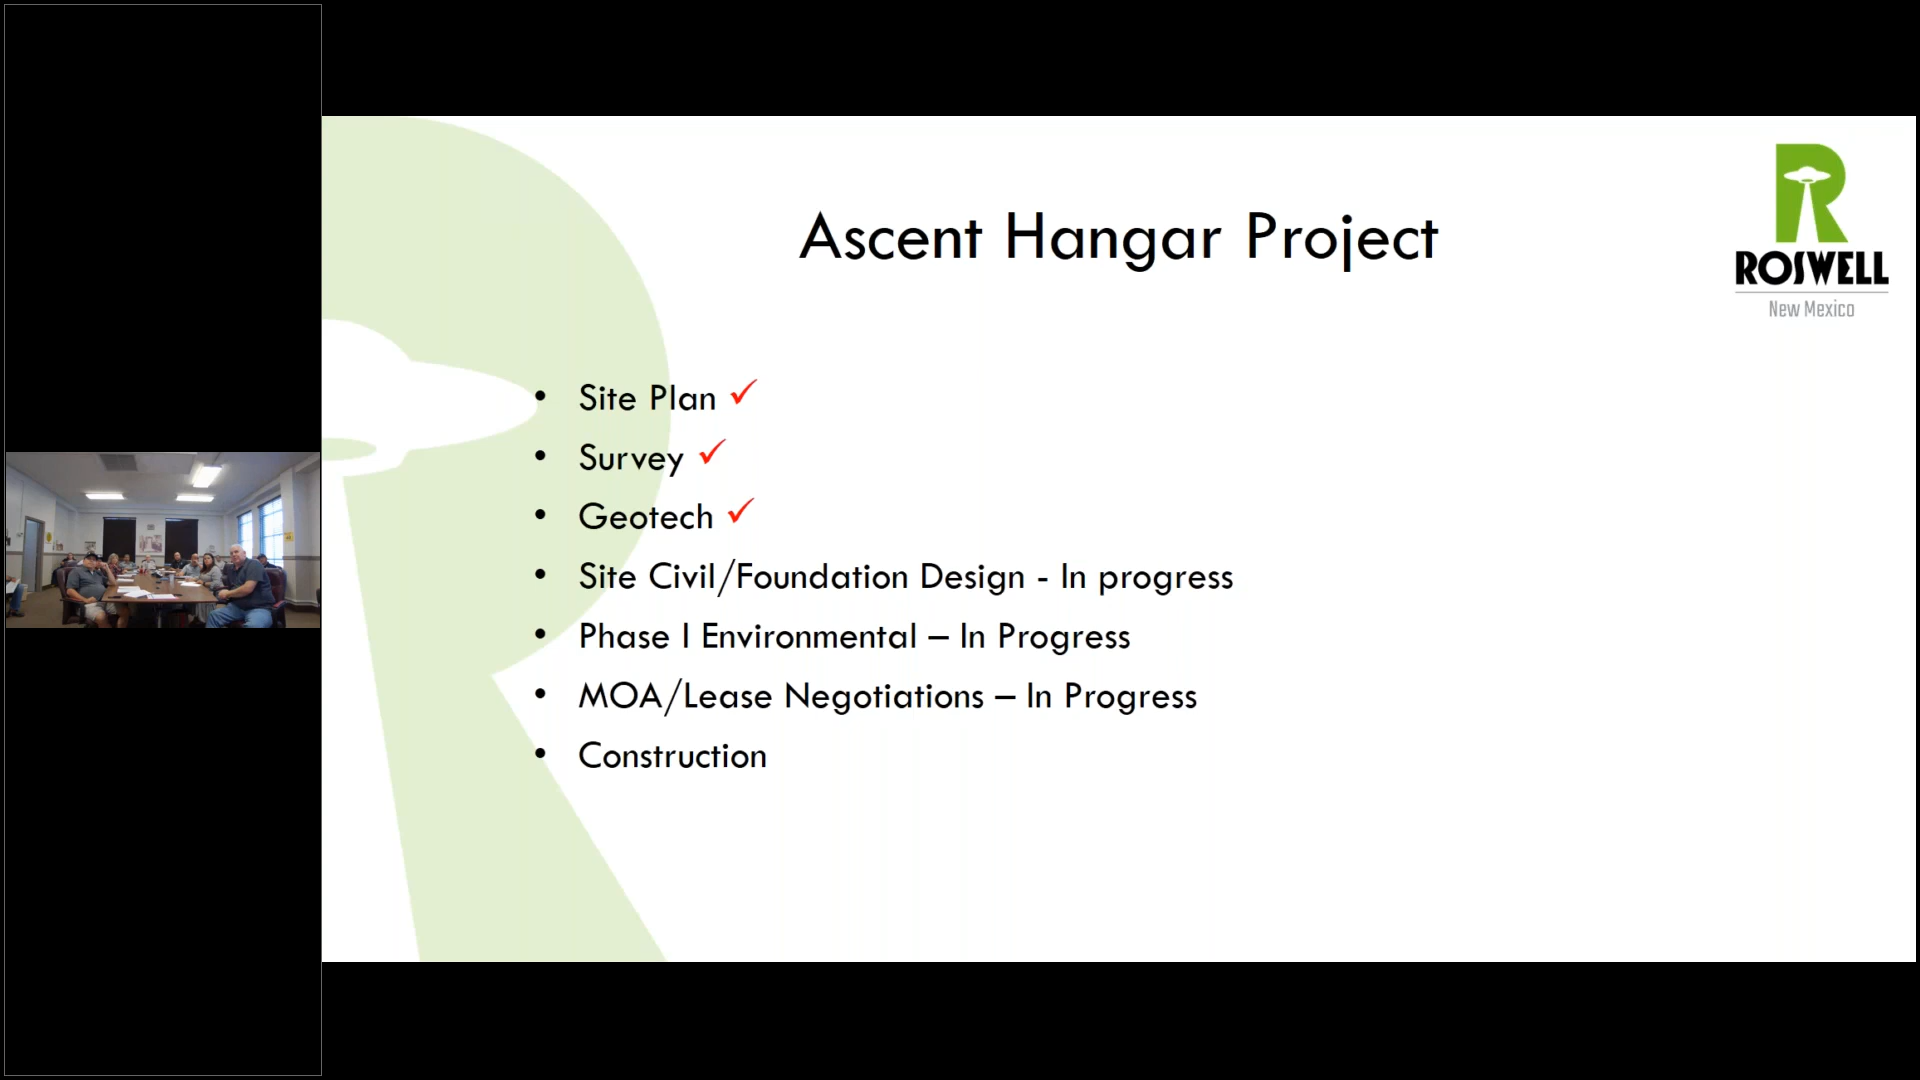 Ascent Hangar Project
ROSWELL
New Mexico
• Site Plan ✓
• Survey ✓
• Geotech ✓
• Site Civil/Foundation Design - In progress
• Phase I Environmental – In Progress
• MOA/Lease Negotiations – In Progress
• Construction